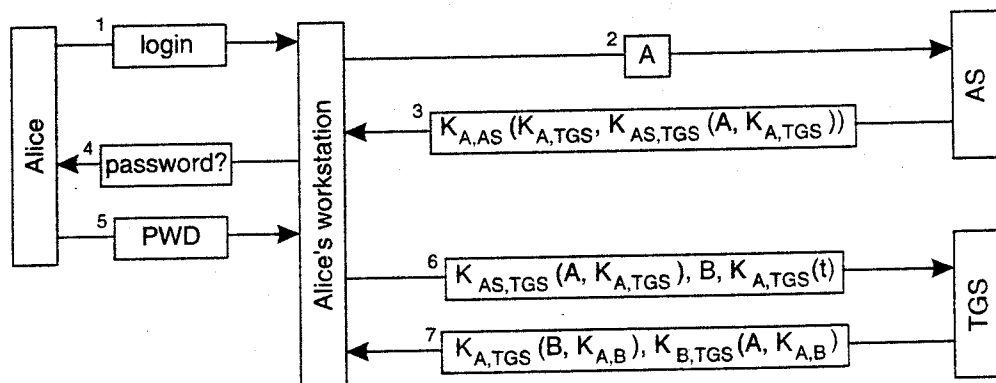 1 login
2 A
3 K_A,AS (K_A,TGS, K_AS,TGS (A, K_A,TGS))
4 password?
5 PWD
6 K_AS,TGS (A, K_A,TGS), B, K_A,TGS(t)
7 K_A,TGS (B, K_A,B), K_B,TGS(A, K_A,B)
Alice
Alice's workstation
AS
TGS